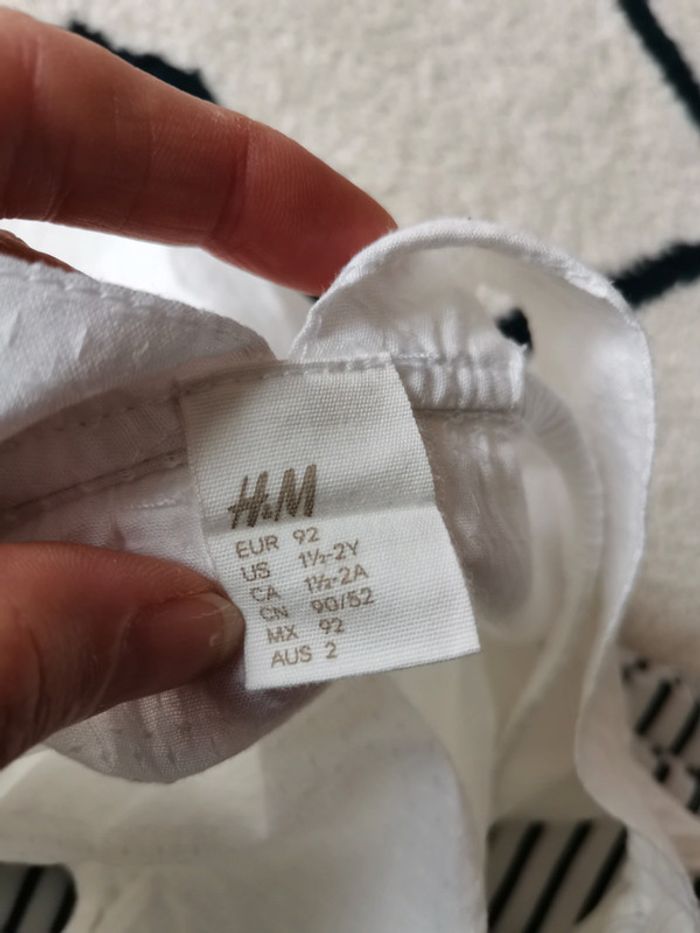 H&M
EUR 92
US 1½-2Y
CA 1½-2A
CN 90/52
MX 92
AUS 2